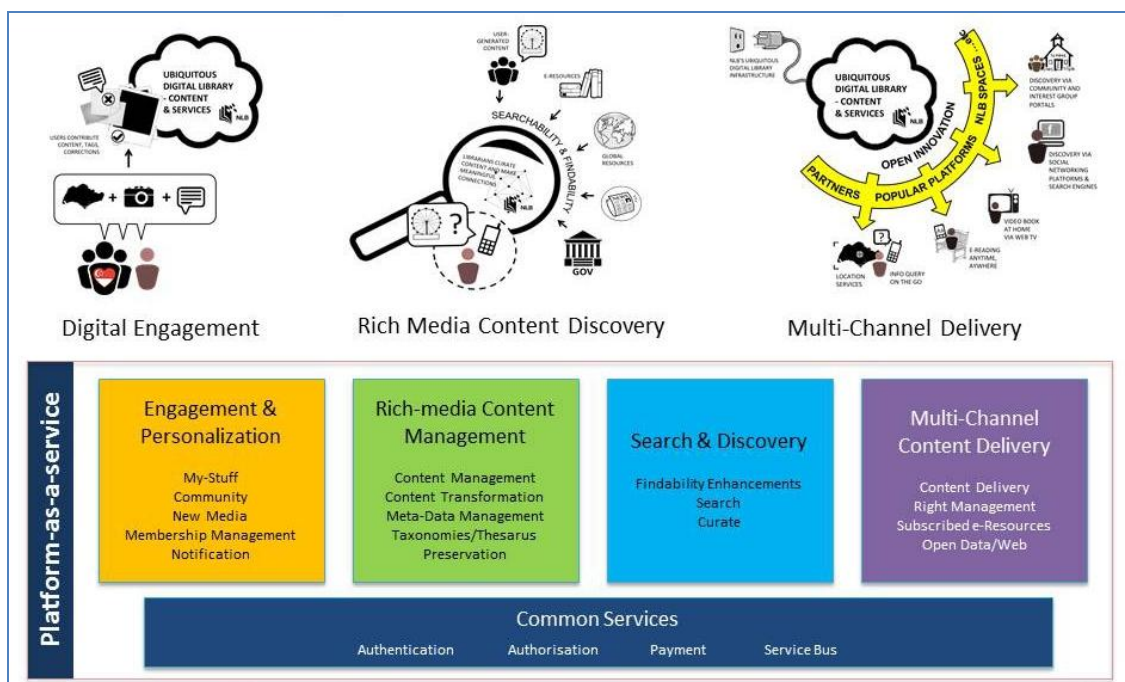 UBIQUITOUS
DIGITAL LIBRARY
- CONTENT
& SERVICES
NLB
USERS CONTRIBUTE
CONTENT, TAGS,
CORRECTIONS
Digital Engagement
USER-
GENERATED
CONTENT
E-RESOURCES
SEARCHABILITY & FINDABILITY
GLOBAL
RESOURCES
LIBRARIANS CURATE
CONTENT AND MAKE
MEANINGFUL
CONNECTIONS
NLB
?
GOV
Rich Media Content Discovery
NLB'S UBIQUITOUS
DIGITAL LIBRARY
INFRASTRUCTURE
UBIQUITOUS
DIGITAL LIBRARY
- CONTENT
& SERVICES
NLB
OPEN INNOVATION
PARTNERS
POPULAR PLATFORMS
NLB SPACES
DISCOVERY VIA
COMMUNITY AND
INTEREST GROUP
PORTALS
DISCOVERY VIA
SOCIAL
NETWORKING
PLATFORMS &
SEARCH ENGINES
VIDEO BOOK
AT HOME
VIA WEB TV
E-READING
ANYTIME,
AYWHERE
?
INFO QUERY
ON THE GO
LOCATION
SERVICES
Multi-Channel Delivery
Platform-as-a-service
Engagement &
Personalization
My-Stuff
Community
New Media
Membership Management
Notification
Rich-media Content
Management
Content Management
Content Transformation
Meta-Data Management
Taxonomies/Thesarus
Preservation
Search & Discovery
Findability Enhancements
Search
Curate
Multi-Channel
Content Delivery
Content Delivery
Right Management
Subscribed e-Resources
Open Data/Web
Common Services
Authentication
Authorisation
Payment
Service Bus